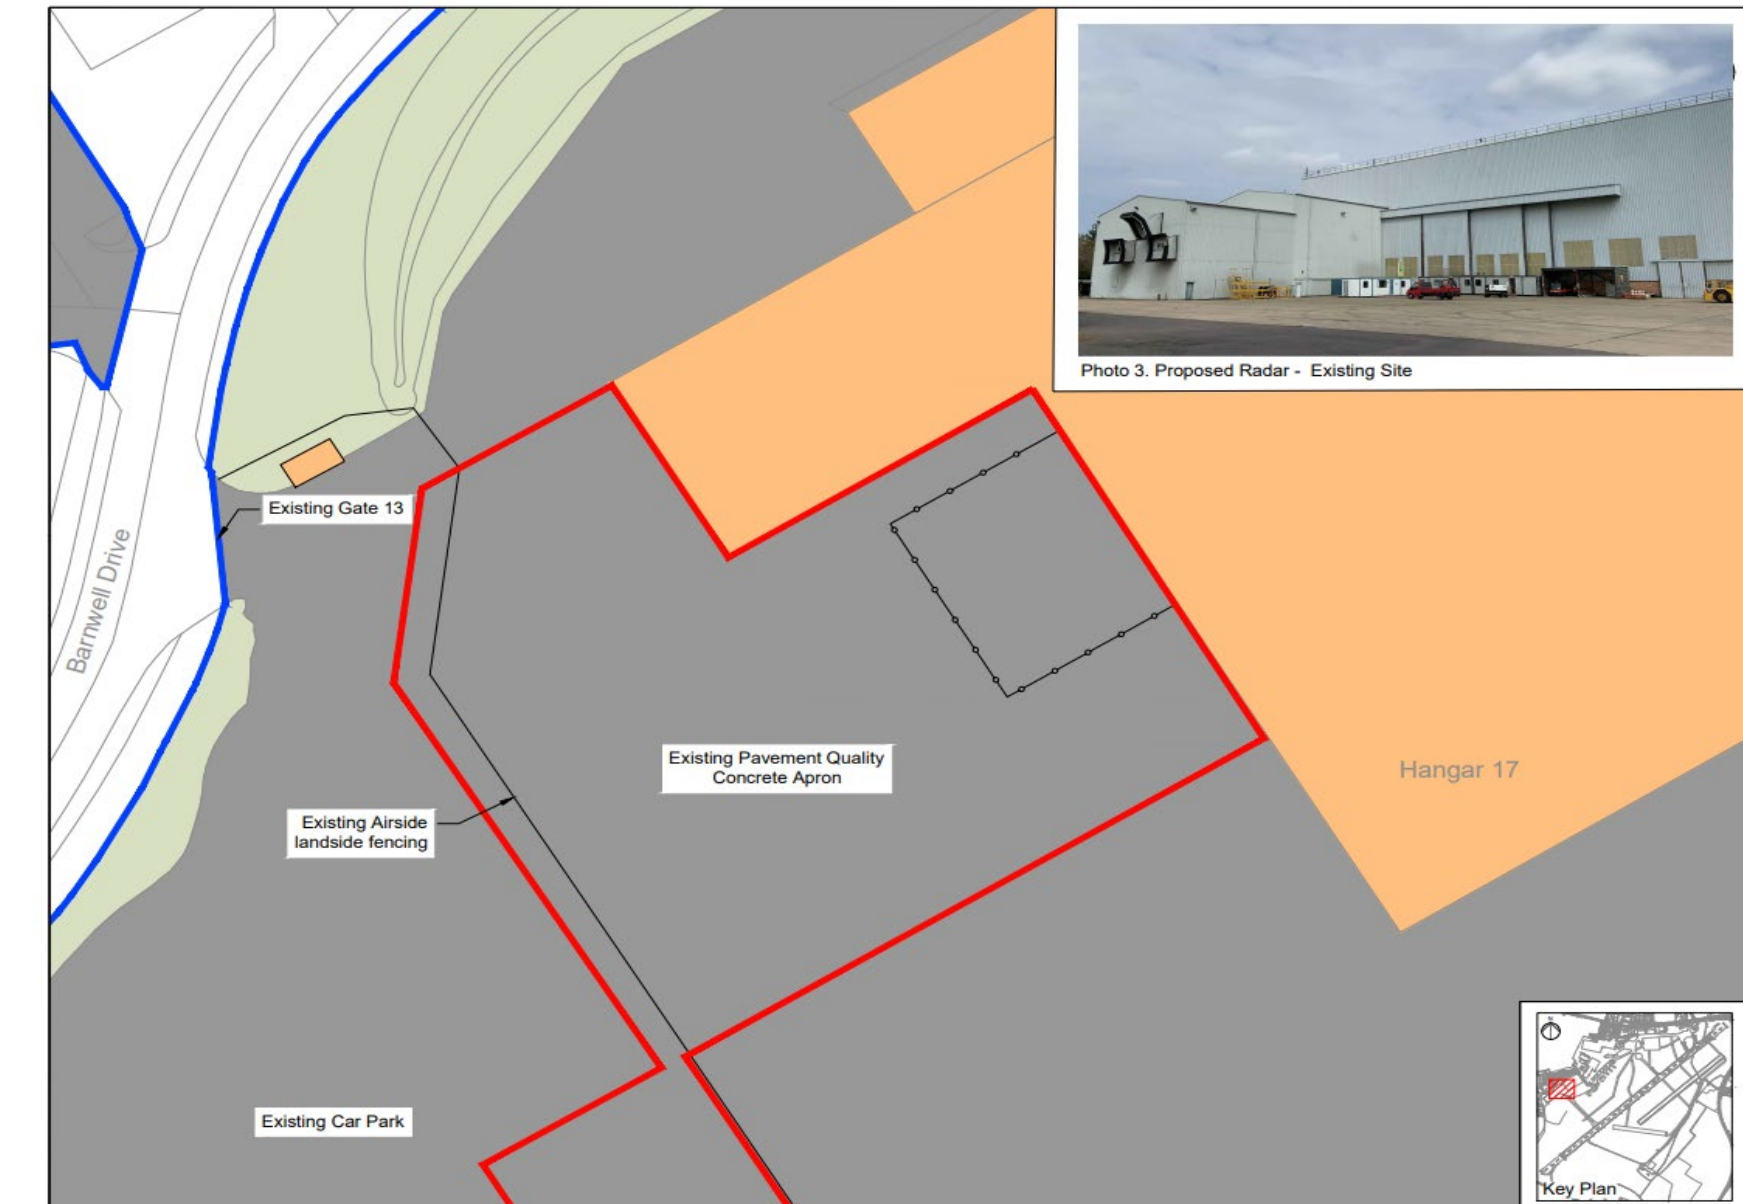 Photo 3. Proposed Radar - Existing Site
Existing Gate 13
Barnwell Drive
Existing Pavement Quality
Concrete Apron
Hangar 17
Existing Airside
landside fencing
Existing Car Park
N
Key Plan